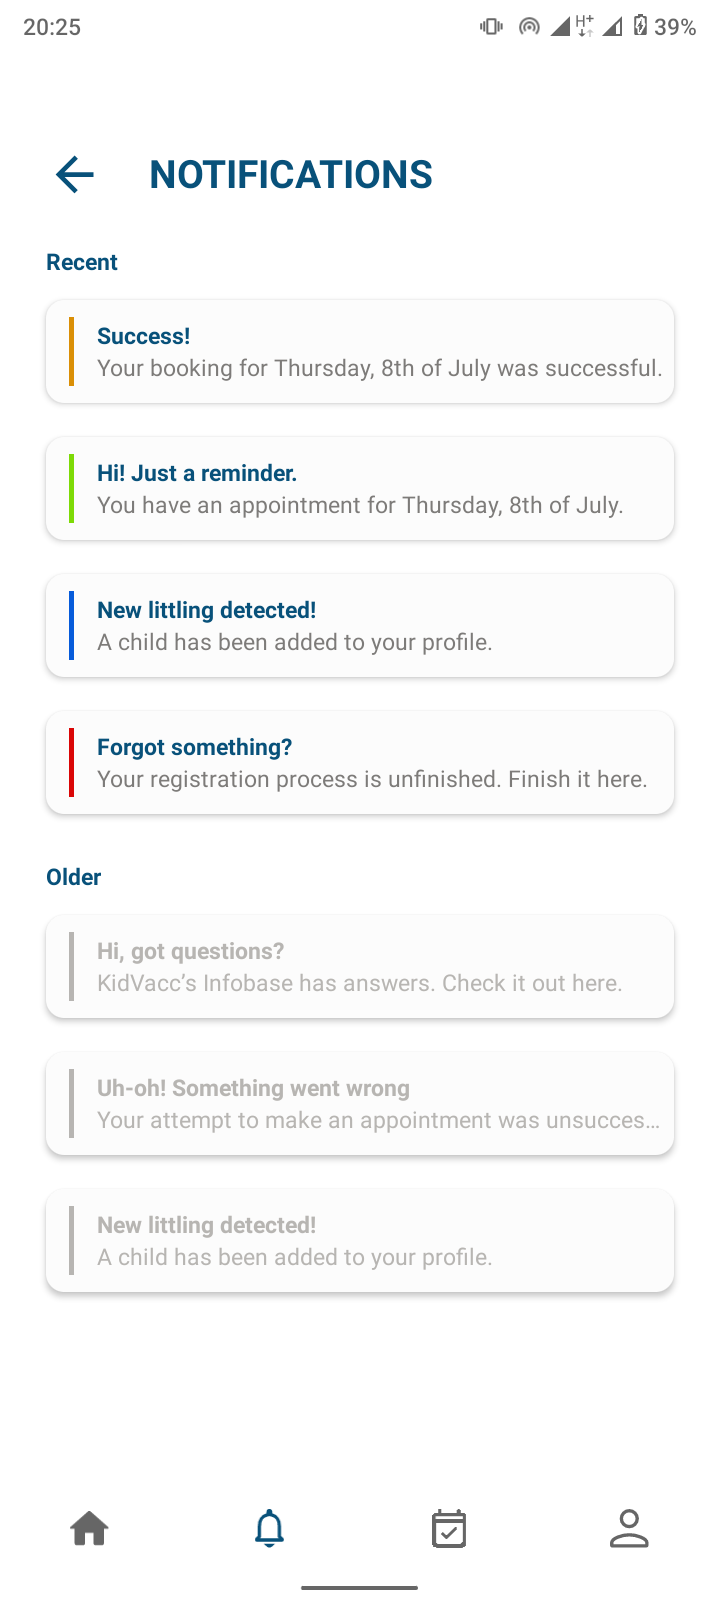 20:25
H+
39%
NOTIFICATIONS
Recent
Success!
Your booking for Thursday, 8th of July was successful.
Hi! Just a reminder.
You have an appointment for Thursday, 8th of July.
New littling detected!
A child has been added to your profile.
Forgot something?
Your registration process is unfinished. Finish it here.
Older
Hi, got questions?
KidVacc’s Infobase has answers. Check it out here.
Uh-oh! Something went wrong
Your attempt to make an appointment was unsucces...
New littling detected!
A child has been added to your profile.